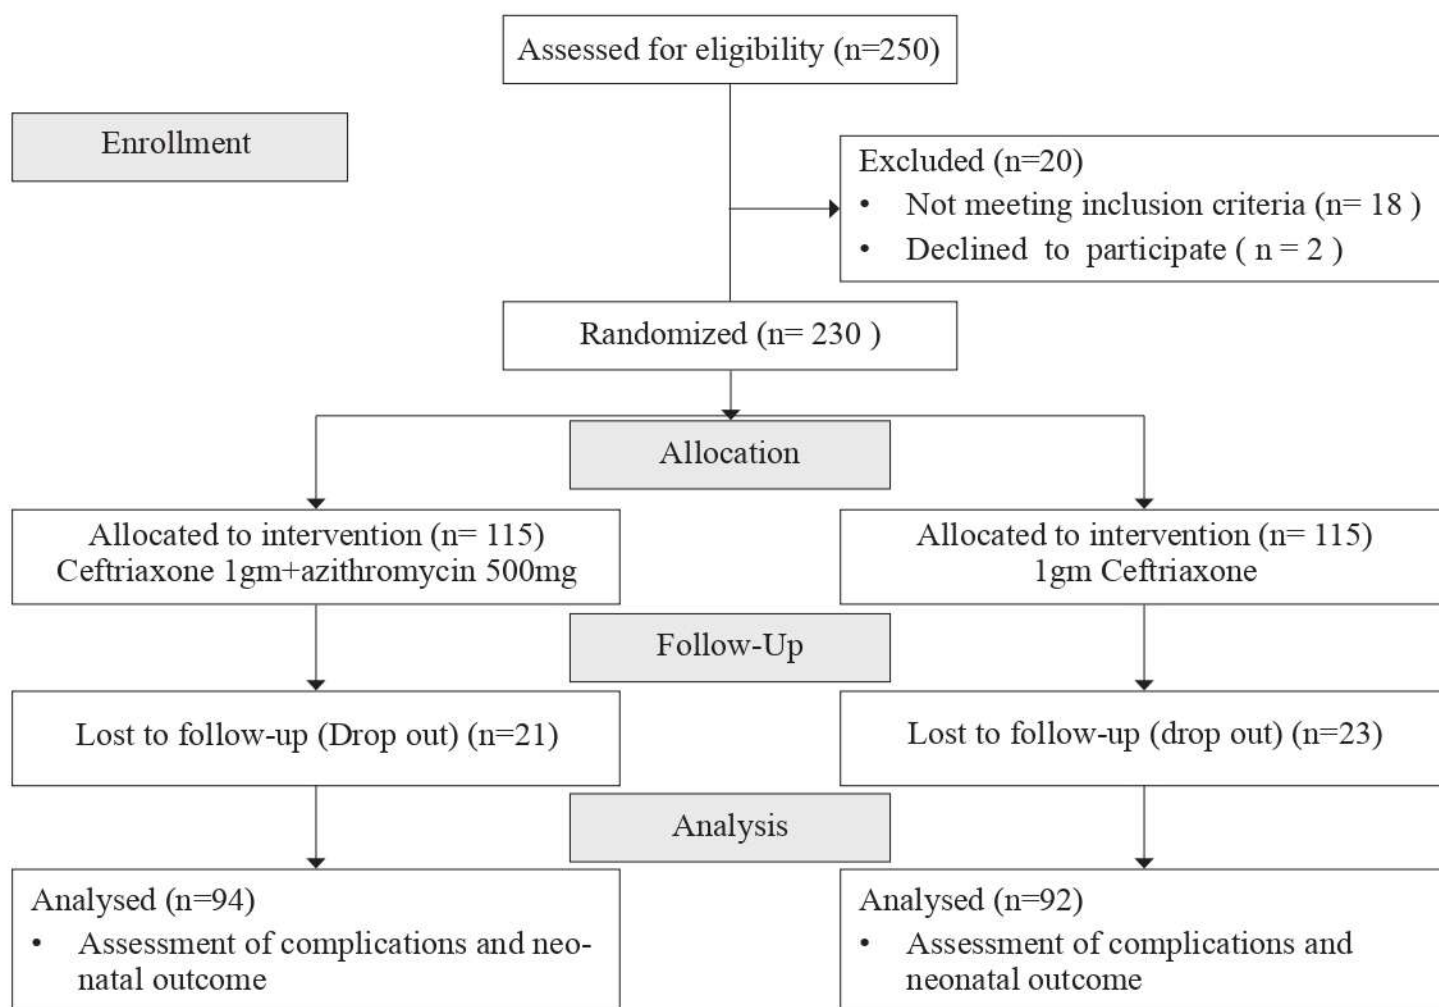 Assessed for eligibility (n=250)
Enrollment
Excluded (n=20)
• Not meeting inclusion criteria (n= 18 )
• Declined to participate ( n = 2 )
Randomized (n= 230 )
Allocation
Allocated to intervention (n= 115)
Ceftriaxone 1gm+azithromycin 500mg
Allocated to intervention (n= 115)
1gm Ceftriaxone
Follow-Up
Lost to follow-up (Drop out) (n=21)
Lost to follow-up (drop out) (n=23)
Analysis
Analysed (n=94)
• Assessment of complications and neo-
natal outcome
Analysed (n=92)
• Assessment of complications and
neonatal outcome